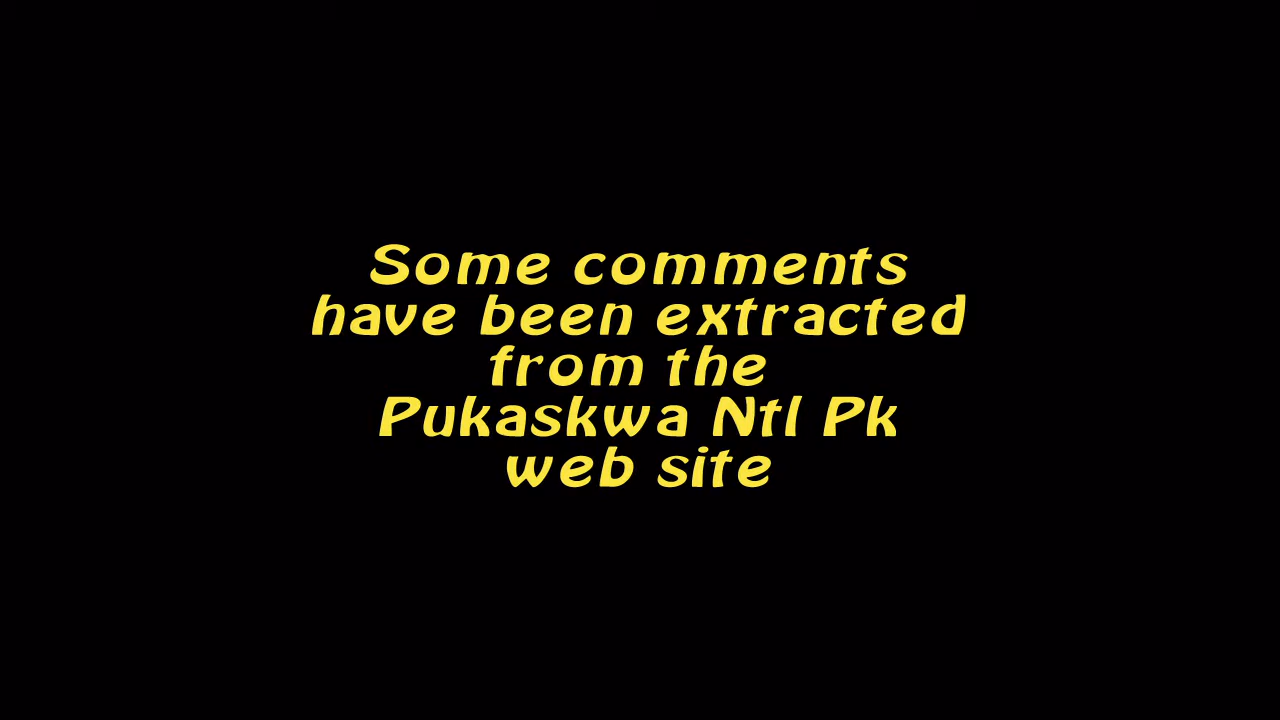 Some comments
have been extracted
from the
Pukaskwa Ntl Pk
web site